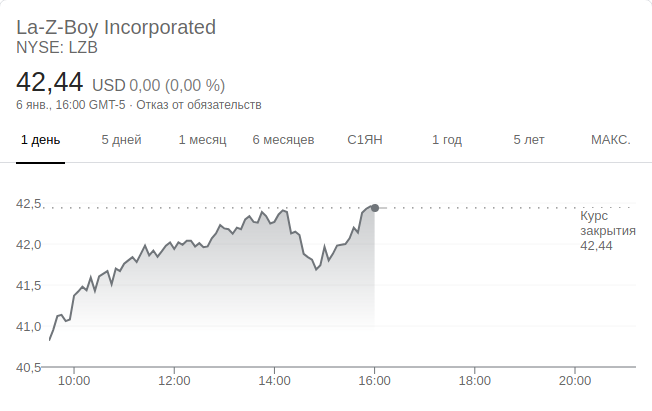 La-Z-Boy Incorporated
NYSE: LZB
42,44 USD 0,00 (0,00 %)
6 янв., 16:00 GMT-5 · Отказ от обязательств
1 день 5 дней 1 месяц 6 месяцев С1ЯН 1 год 5 лет МАКС.
42,5
Курс
закрытия
42,44
42,0
41,5
41,0
40,5
10:00 12:00 14:00 16:00 18:00 20:00